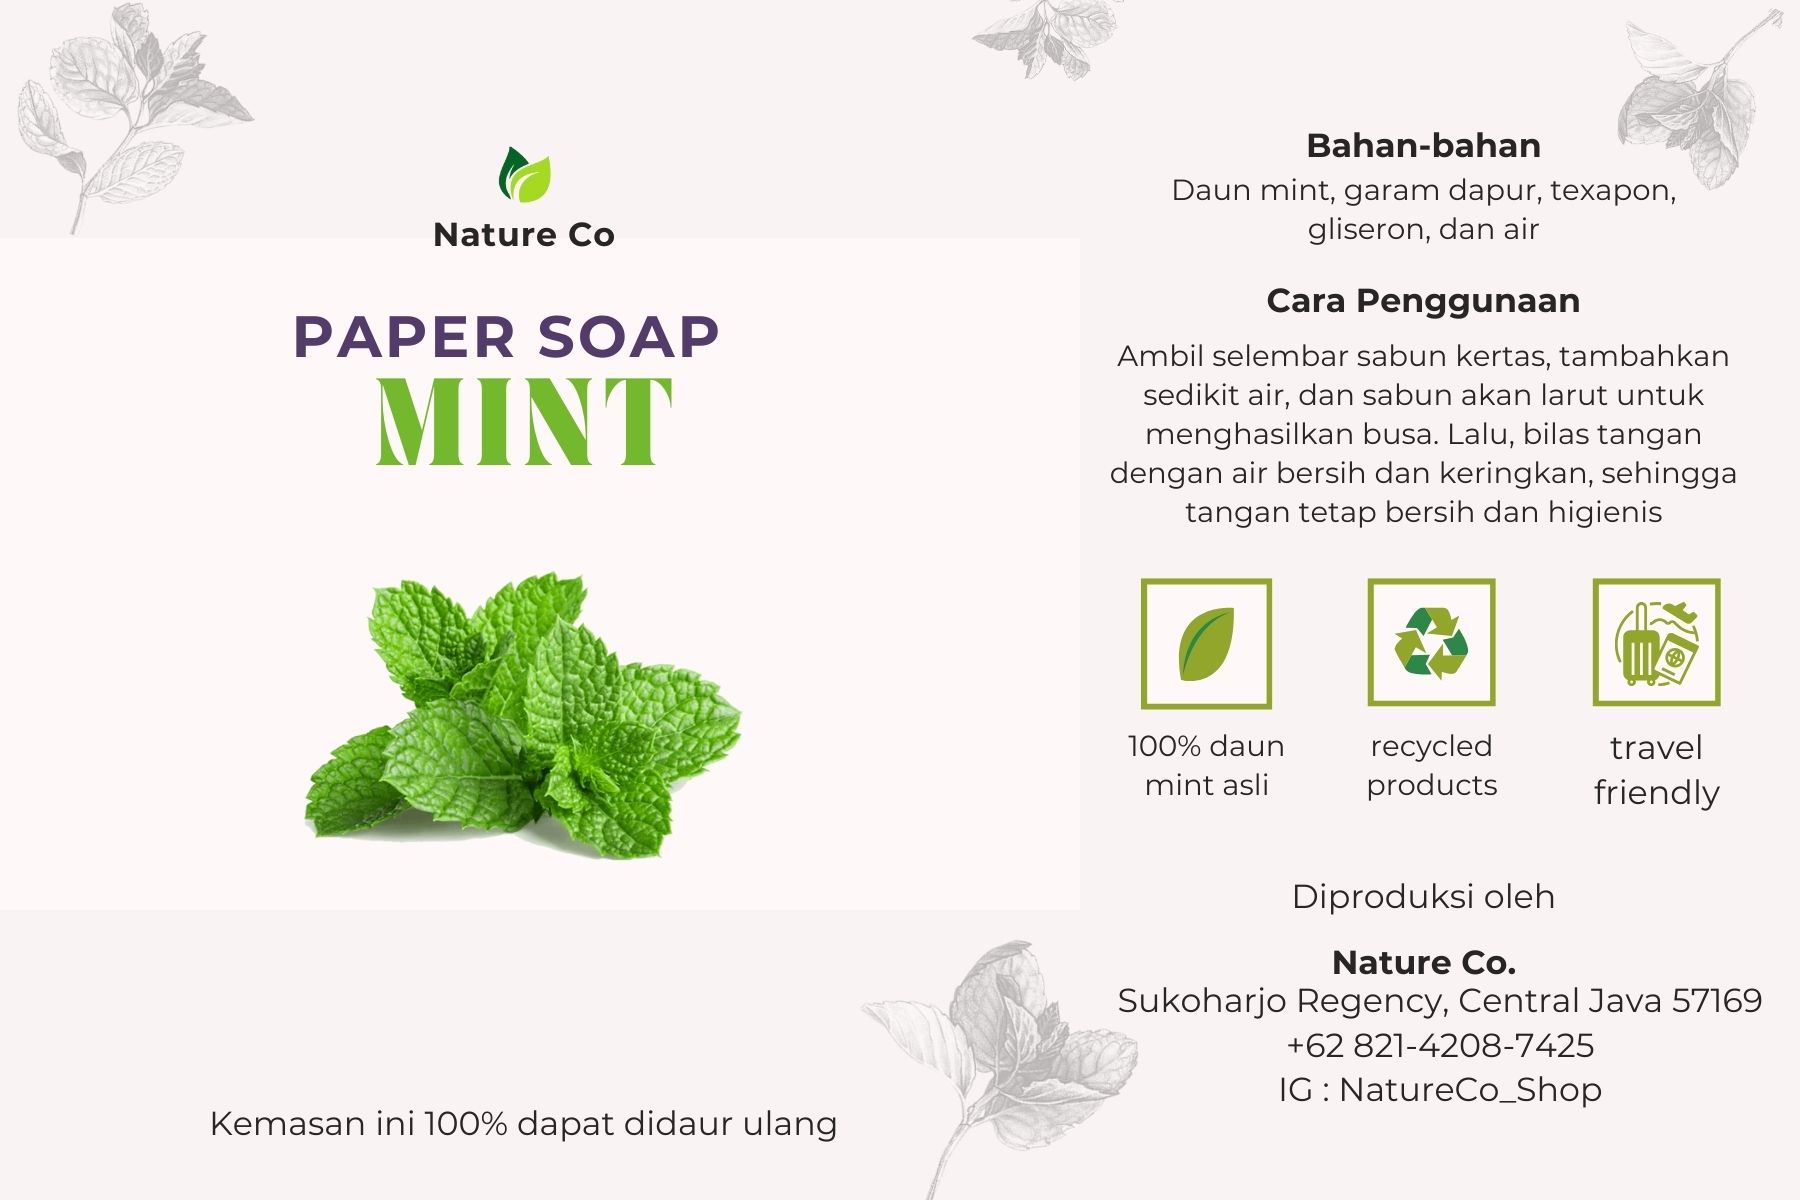 Nature Co
PAPER SOAP
MINT
Kemasan ini 100% dapat didaur ulang
Bahan-bahan
Daun mint, garam dapur, texapon,
gliseron, dan air
Cara Penggunaan
Ambil selembar sabun kertas, tambahkan
sedikit air, dan sabun akan larut untuk
menghasilkan busa. Lalu, bilas tangan
dengan air bersih dan keringkan, sehingga
tangan tetap bersih dan higienis
100% daun
mint asli
recycled
products
travel
friendly
Diproduksi oleh
Nature Co.
Sukoharjo Regency, Central Java 57169
+62 821-4208-7425
IG : NatureCo_Shop